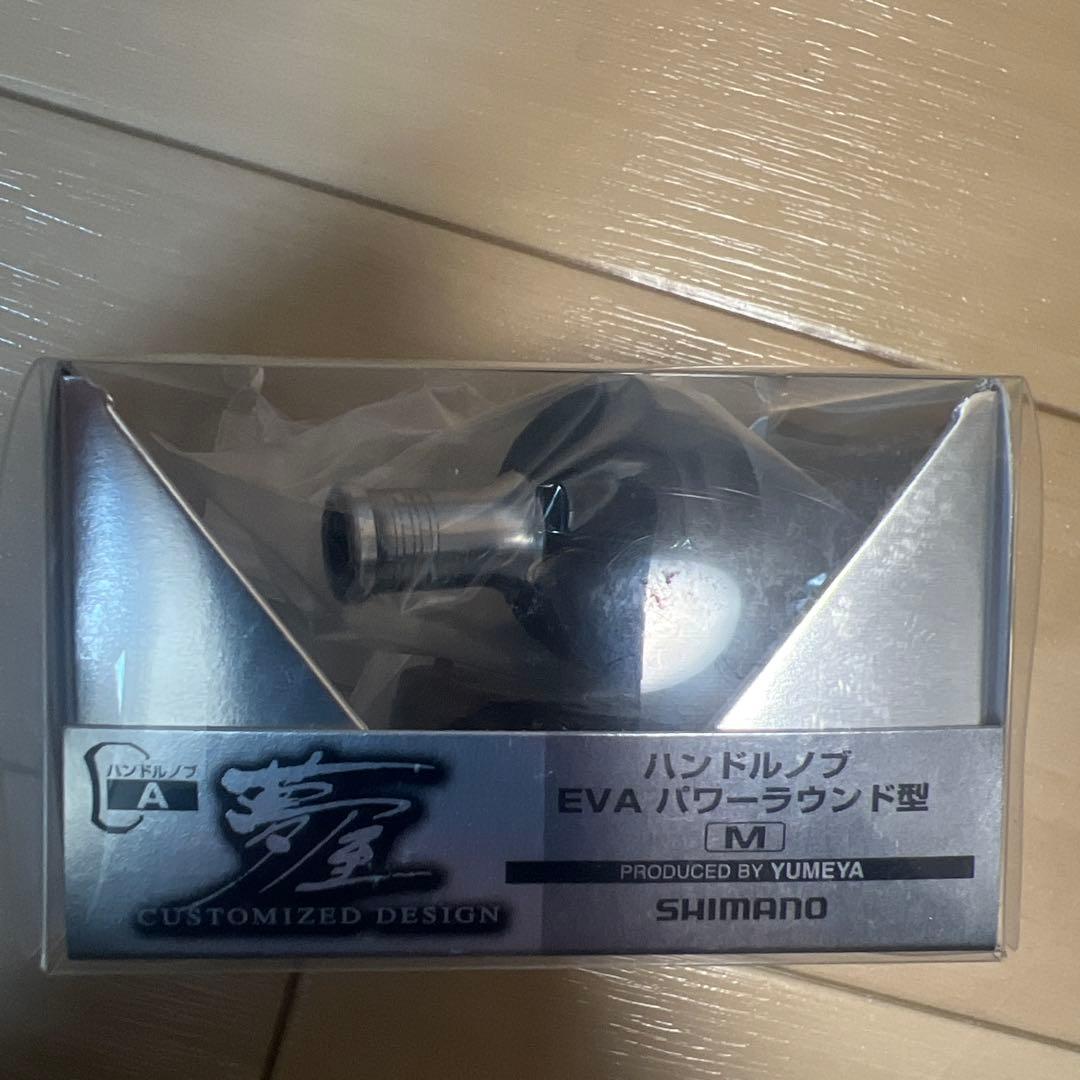 ハンドルノブ
A
夢屋
CUSTOMIZED DESIGN
ハンドルノブ
EVA パワーラウンド型
M
PRODUCED BY YUMEYA
SHIMANO